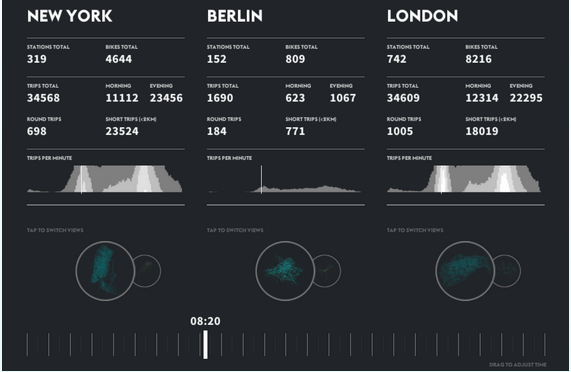 NEW YORK
STATIONS TOTAL BIKES TOTAL
319 4644
TRIPS TOTAL MORNING EVENING
34568 11112 23456
ROUND TRIPS SHORT TRIPS (<2KM)
698 23524
TRIPS PER MINUTE
TAP TO SWITCH VIEWS
BERLIN
STATIONS TOTAL BIKES TOTAL
152 809
TRIPS TOTAL MORNING EVENING
1690 623 1067
ROUND TRIPS SHORT TRIPS (<2KM)
184 771
TRIPS PER MINUTE
TAP TO SWITCH VIEWS
LONDON
STATIONS TOTAL BIKES TOTAL
742 8216
TRIPS TOTAL MORNING EVENING
34609 12314 22295
ROUND TRIPS SHORT TRIPS (<2KM)
1005 18019
TRIPS PER MINUTE
TAP TO SWITCH VIEWS
08:20
DRAG TO ADJUST TIME